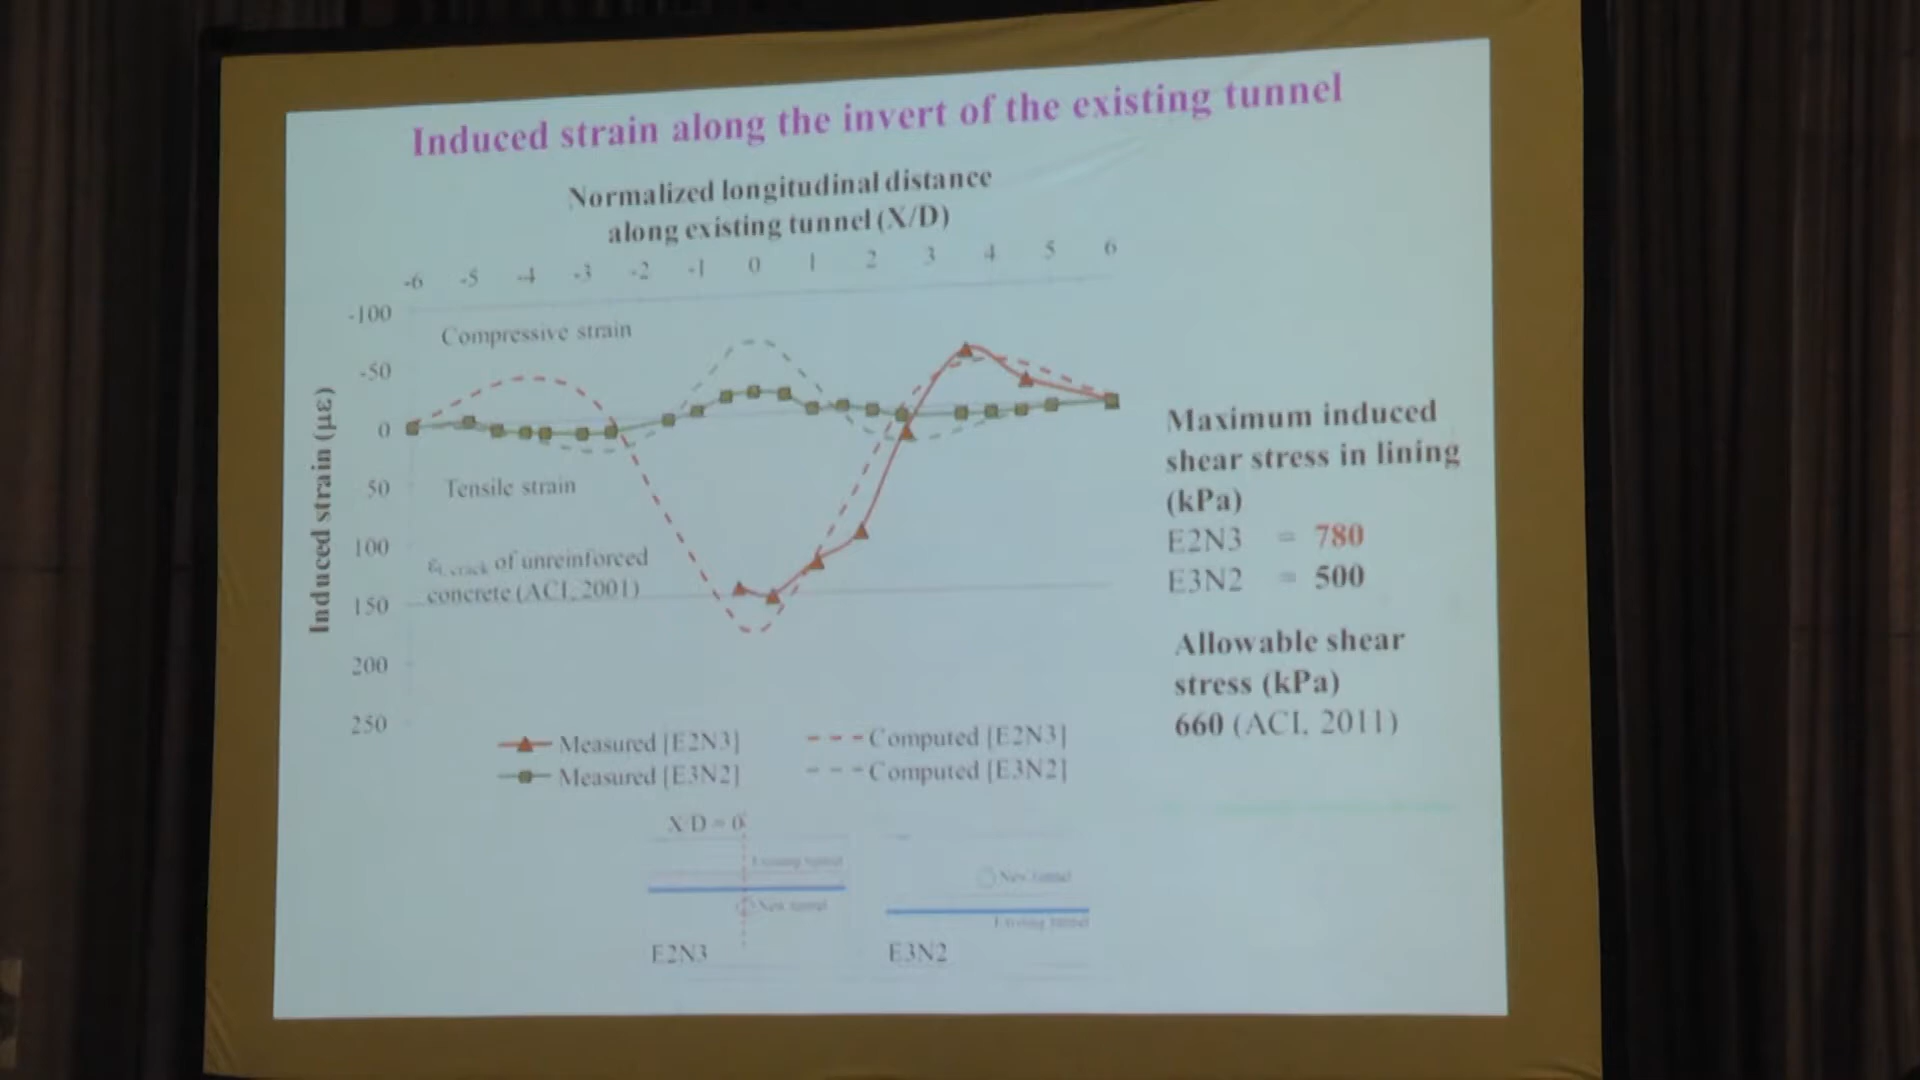 Induced strain along the invert of the existing tunnel
Normalized longitudinal distance
along existing tunnel (X/D)
-6 -5 -4 -3 -2 -1 0 1 2 3 4 5 6
Induced strain (με)
-100
-50
0
50
100
150
200
250
Compressive strain
Tensile strain
εt, crack of unreinforced
concrete (ACI, 2001)
Measured [E2N3]
Computed [E2N3]
Measured [E3N2]
Computed [E3N2]
Maximum induced
shear stress in lining
(kPa)
E2N3 = 780
E3N2 = 500
Allowable shear
stress (kPa)
660 (ACI, 2011)
X/D = 0
Existing tunnel
New tunnel
E2N3
New tunnel
Existing tunnel
E3N2